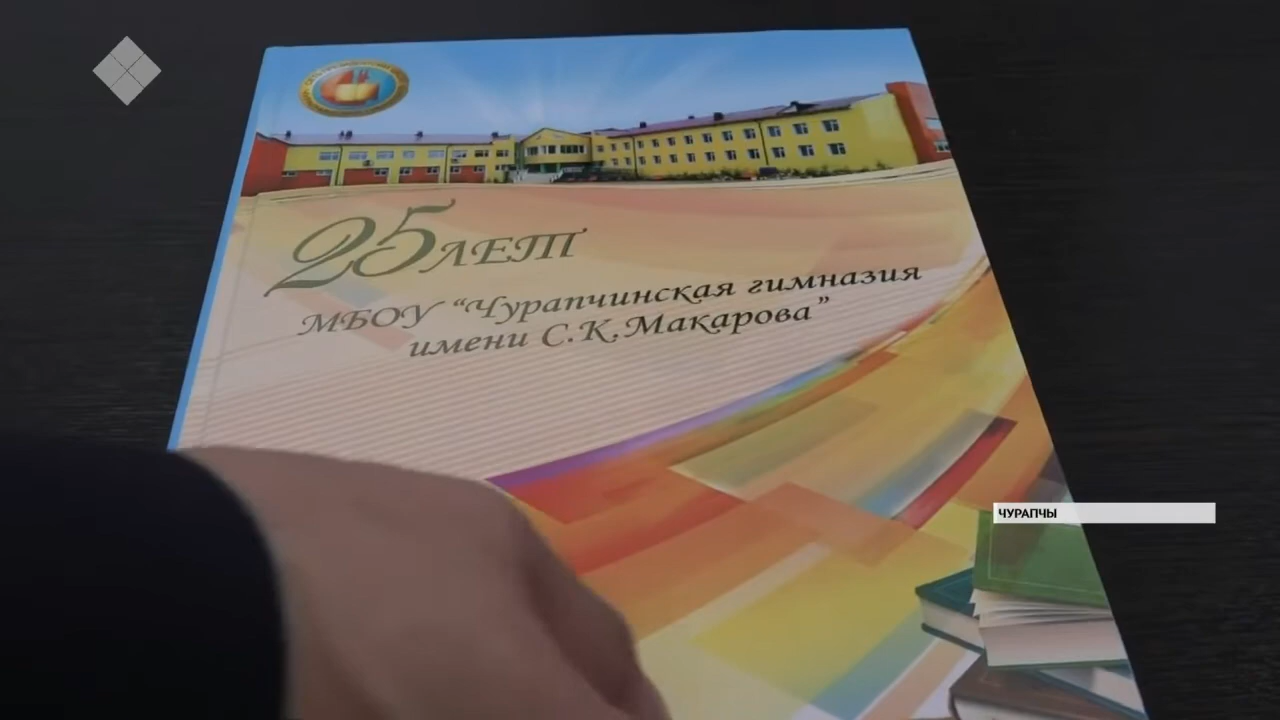 25 ЛЕТ
МБОУ “Чурапчинская гимназия
имени С.К.Макарова”
ЧУРАПЧЫ